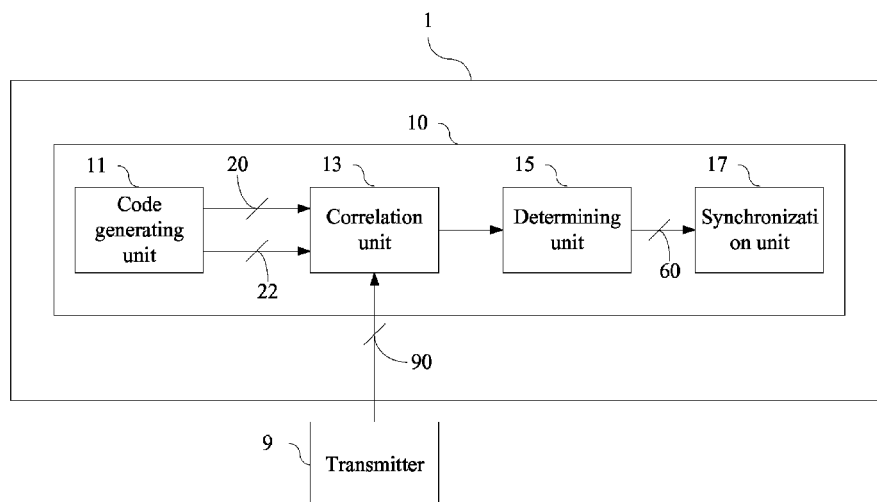 1
10
11
20
13
15
17
Code
generating
unit
Correlation
unit
Determining
unit
Synchronizati
on unit
22
60
90
9
Transmitter